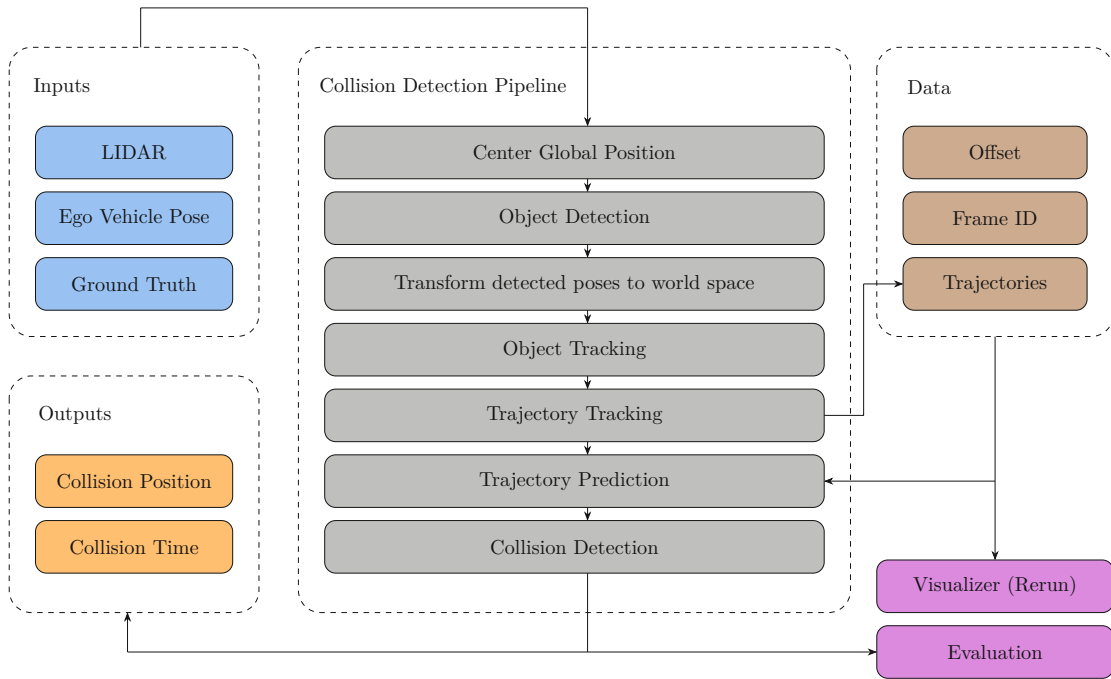 Inputs
LIDAR
Ego Vehicle Pose
Ground Truth
Outputs
Collision Position
Collision Time
Collision Detection Pipeline
Center Global Position
Object Detection
Transform detected poses to world space
Object Tracking
Trajectory Tracking
Trajectory Prediction
Collision Detection
Data
Offset
Frame ID
Trajectories
Visualizer (Rerun)
Evaluation